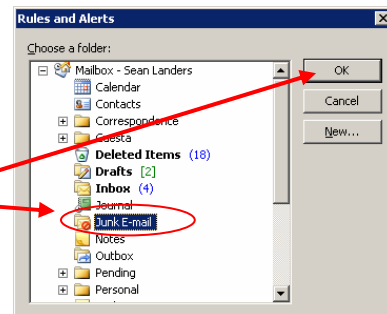 Rules and Alerts
Choose a folder:
Mailbox - Sean Landers
Calendar
Contacts
Correspondence
Cuesta
Deleted Items (18)
Drafts [2]
Inbox (4)
Journal
Junk E-mail
Notes
Outbox
Pending
Personal
OK
Cancel
New...